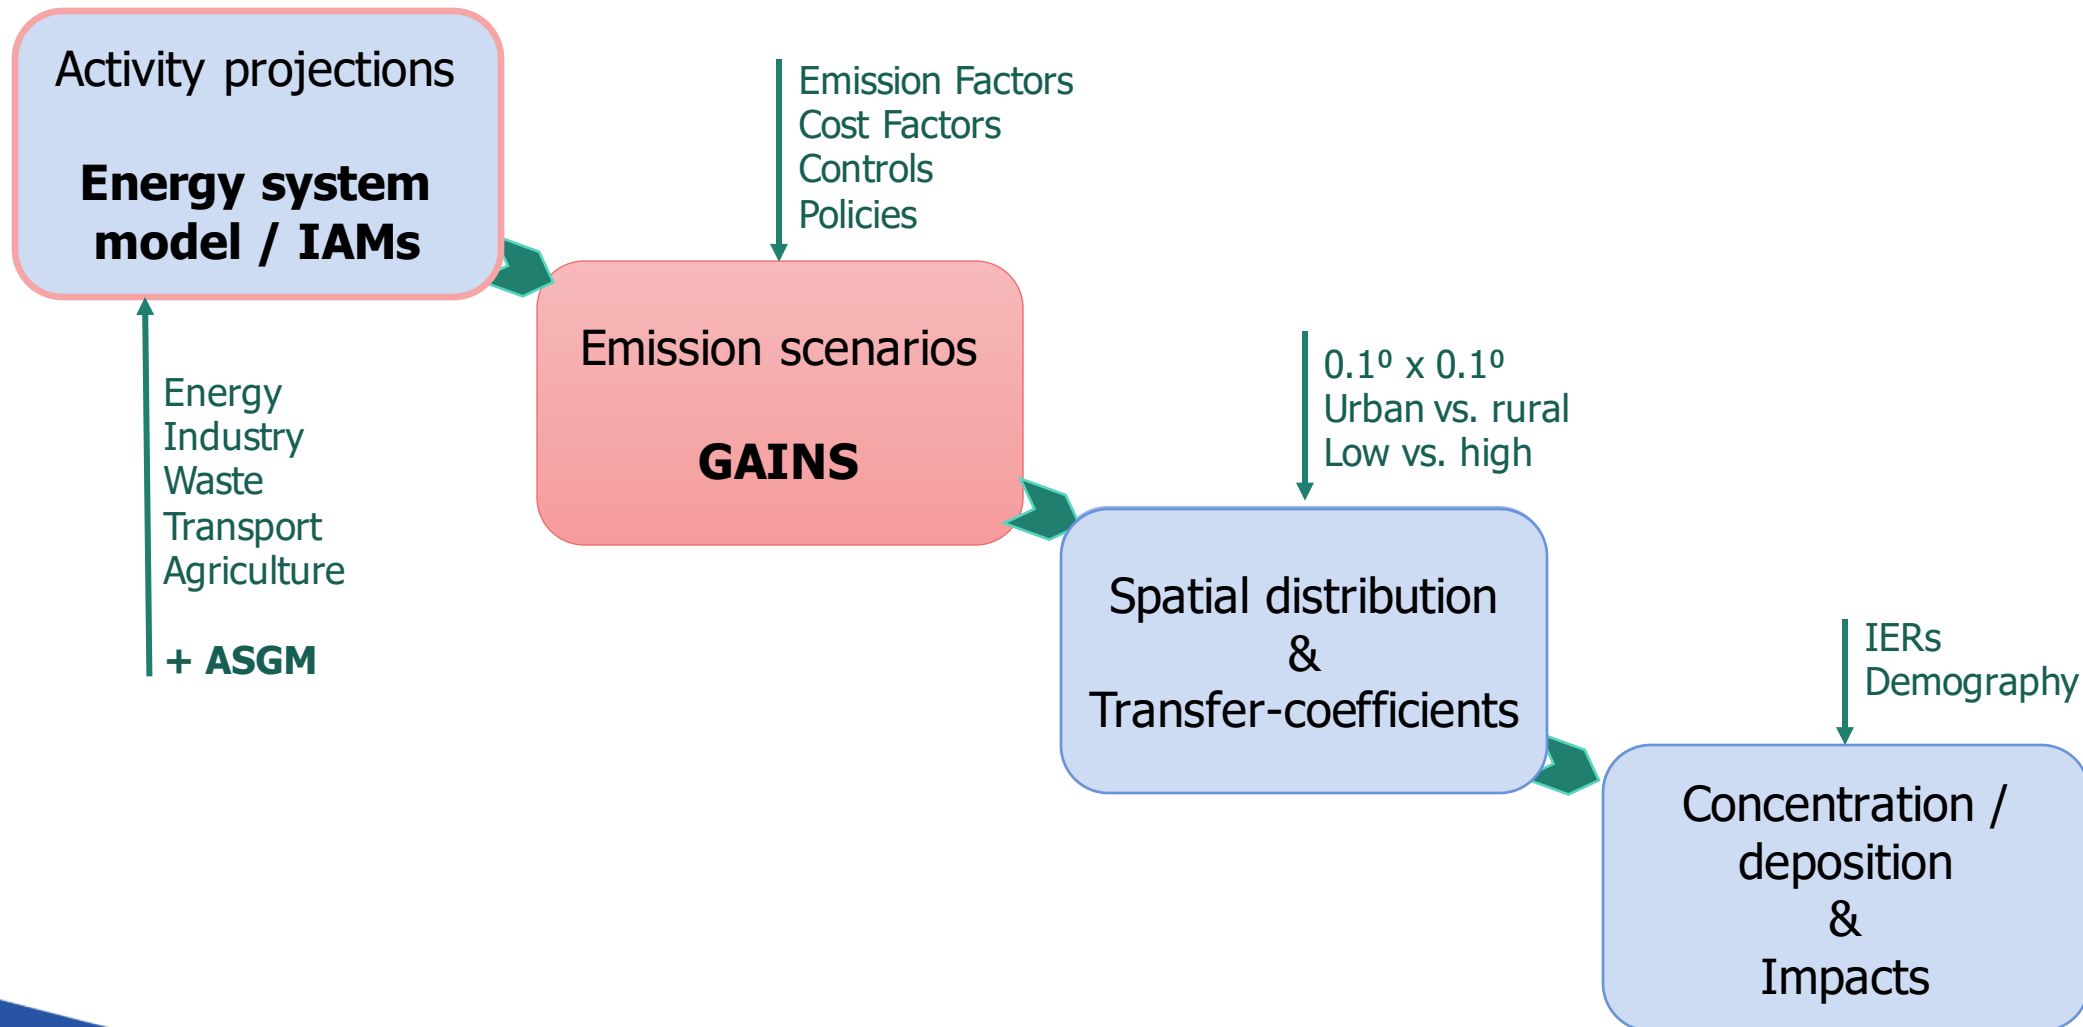 Activity projections
Energy system
model / IAMs
Energy
Industry
Waste
Transport
Agriculture
+ ASGM
Emission Factors
Cost Factors
Controls
Policies
Emission scenarios
GAINS
0.1⁰ x 0.1⁰
Urban vs. rural
Low vs. high
Spatial distribution
&
Transfer-coefficients
IERs
Demography
Concentration /
deposition
&
Impacts